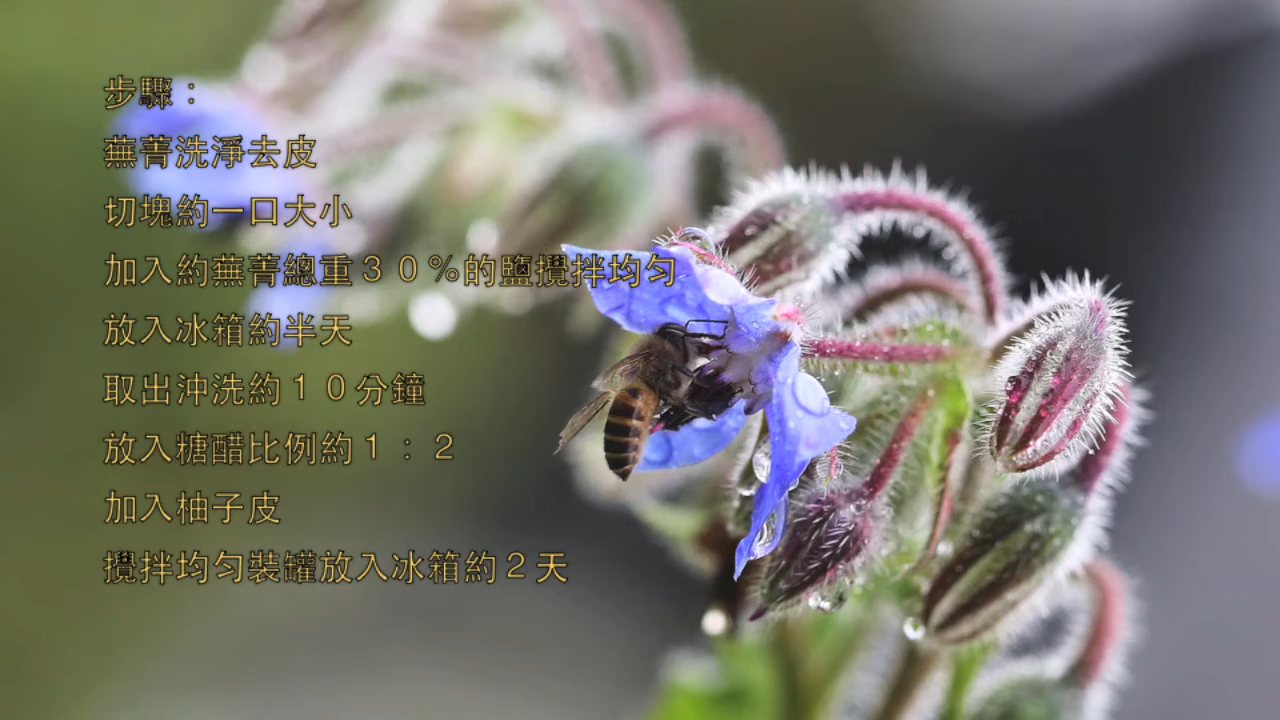 步驟：
蕪菁洗淨去皮
切塊約一口大小
加入約蕪菁總重３０％的鹽攪拌均勻
放入冰箱約半天
取出沖洗約１０分鐘
放入糖醋比例約１：２
加入柚子皮
攪拌均勻裝罐放入冰箱約２天